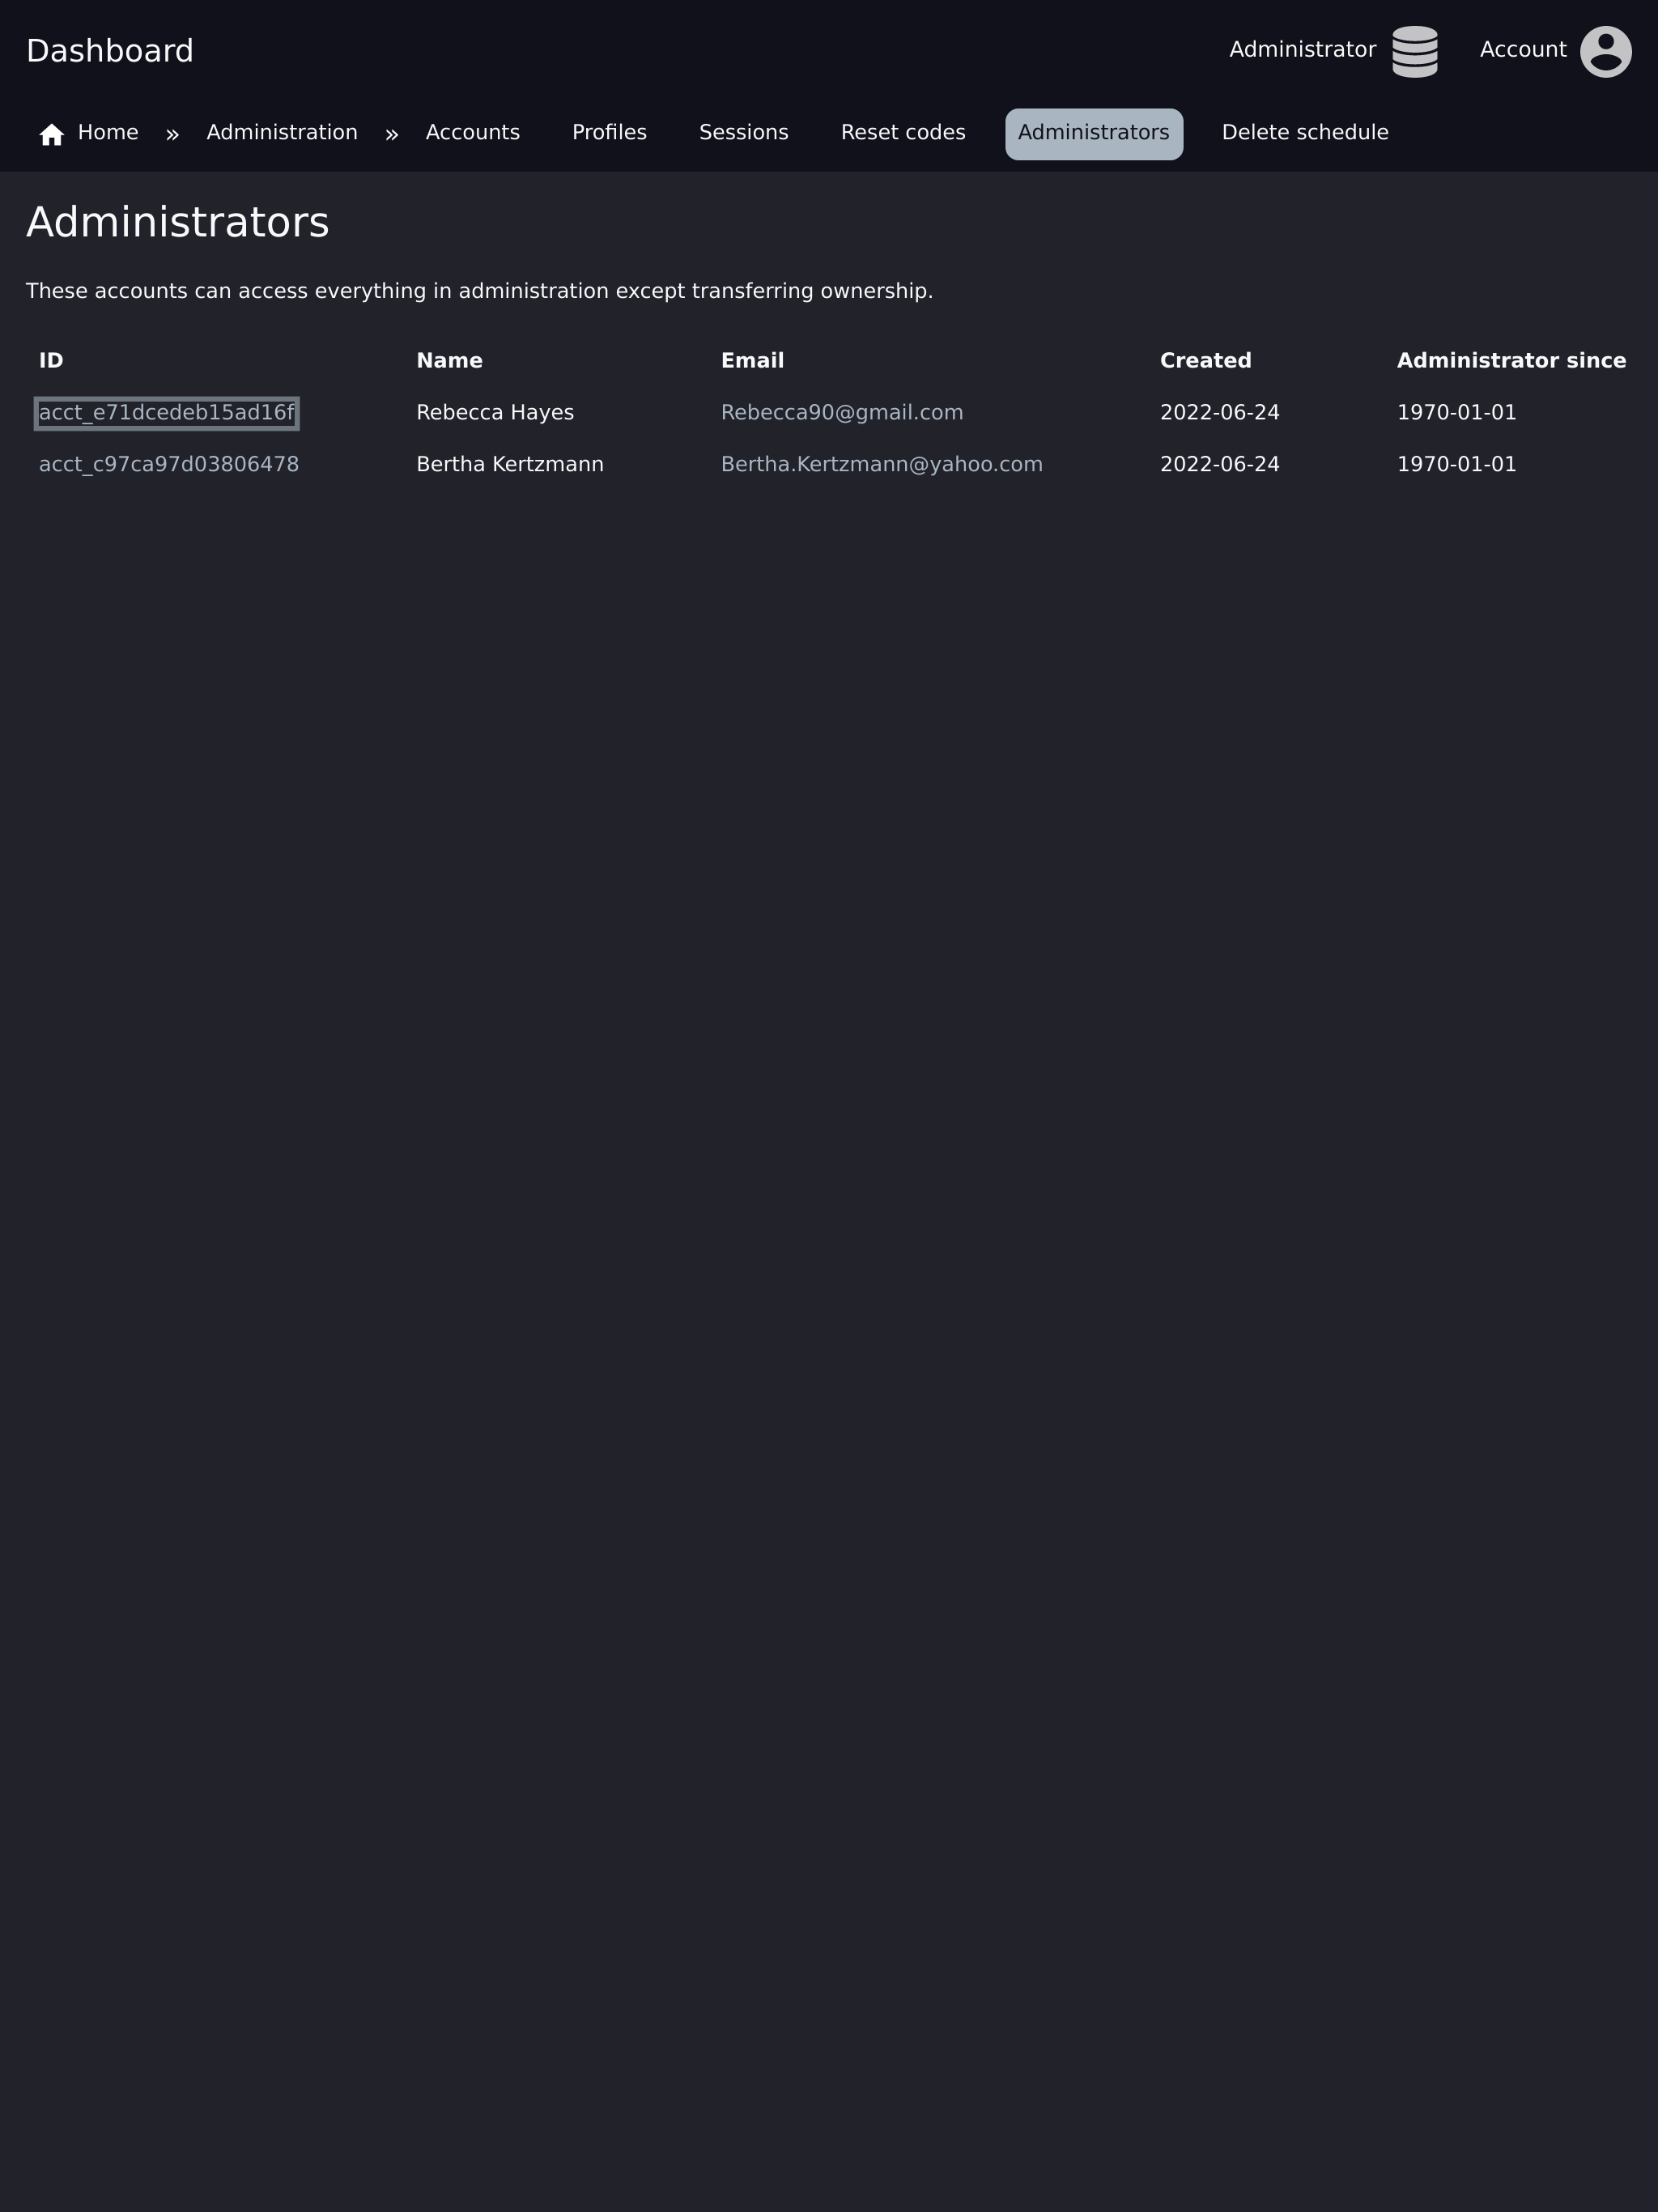 Dashboard
Administrator
Account
Home » Administration » Accounts Profiles Sessions Reset codes Administrators Delete schedule
Administrators
These accounts can access everything in administration except transferring ownership.
ID Name Email Created Administrator since
acct_e71dcedeb15ad16f Rebecca Hayes Rebecca90@gmail.com 2022-06-24 1970-01-01
acct_c97ca97d03806478 Bertha Kertzmann Bertha.Kertzmann@yahoo.com 2022-06-24 1970-01-01